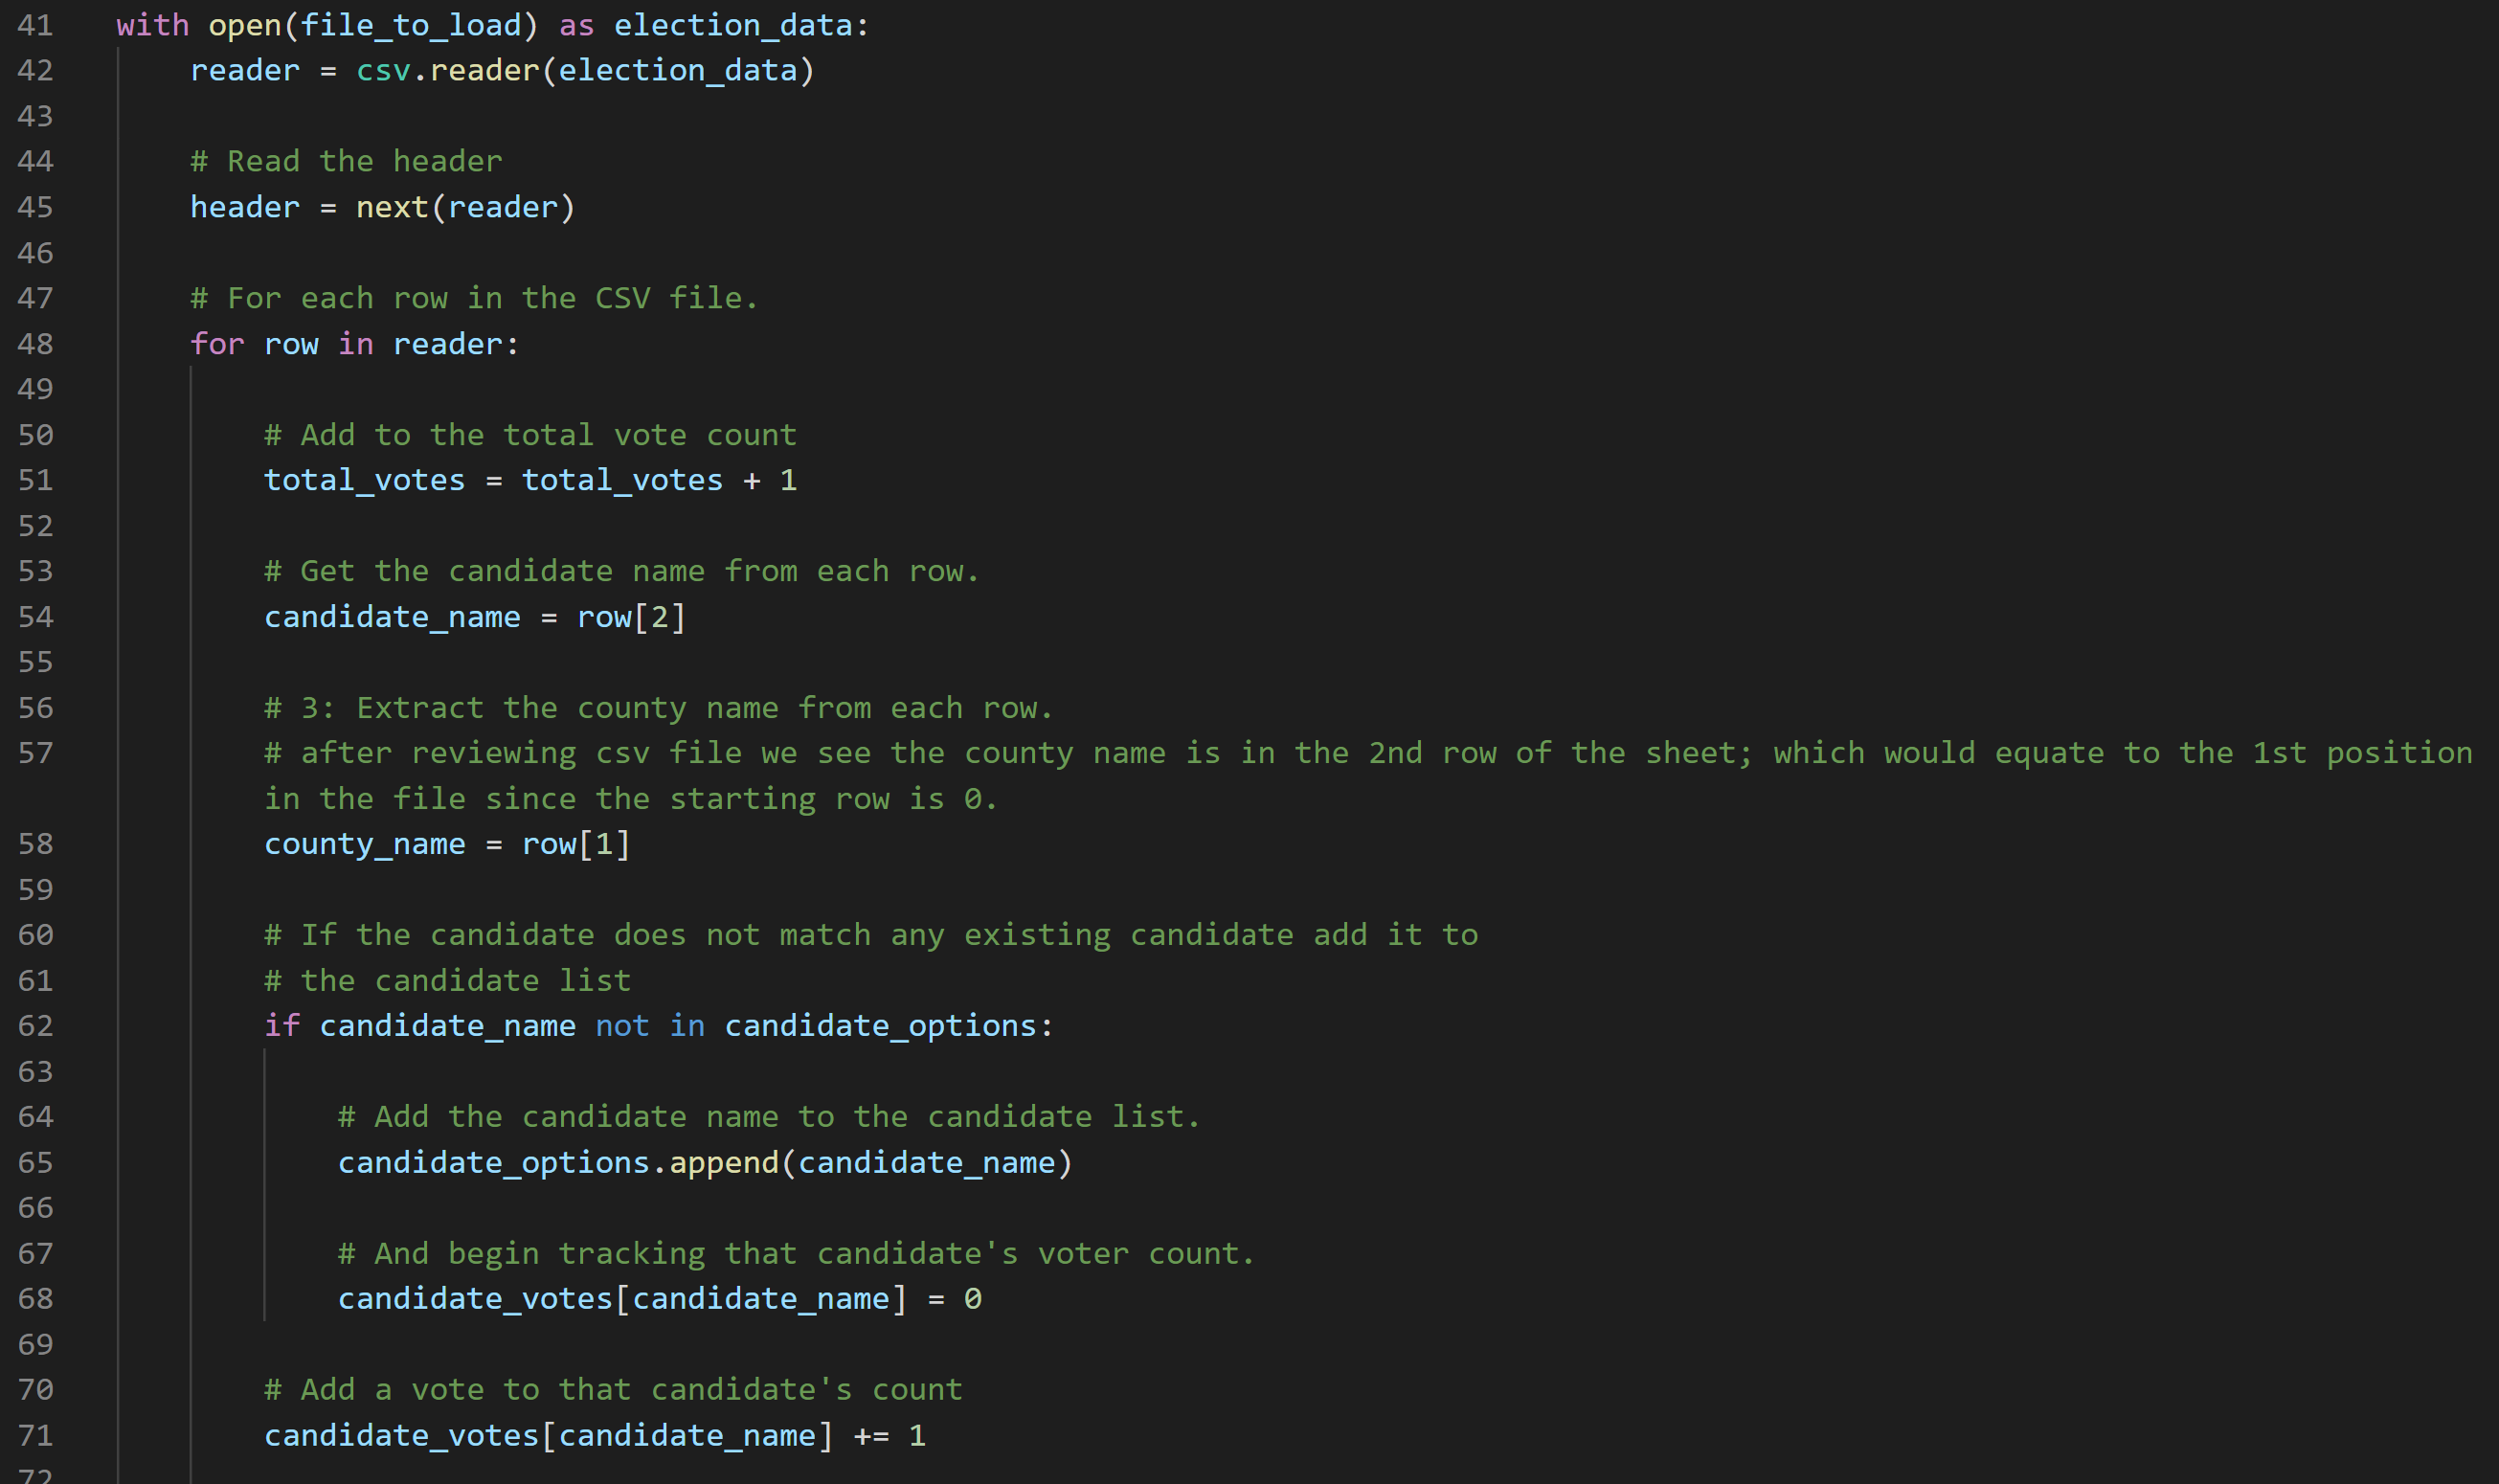 41 with open(file_to_load) as election_data:
42 reader = csv.reader(election_data)
43
44 # Read the header
45 header = next(reader)
46
47 # For each row in the CSV file.
48 for row in reader:
49
50 # Add to the total vote count
51 total_votes = total_votes + 1
52
53 # Get the candidate name from each row.
54 candidate_name = row[2]
55
56 # 3: Extract the county name from each row.
57 # after reviewing csv file we see the county name is in the 2nd row of the sheet; which would equate to the 1st position
in the file since the starting row is 0.
58 county_name = row[1]
59
60 # If the candidate does not match any existing candidate add it to
61 # the candidate list
62 if candidate_name not in candidate_options:
63
64 # Add the candidate name to the candidate list.
65 candidate_options.append(candidate_name)
66
67 # And begin tracking that candidate's voter count.
68 candidate_votes[candidate_name] = 0
69
70 # Add a vote to that candidate's count
71 candidate_votes[candidate_name] += 1
72